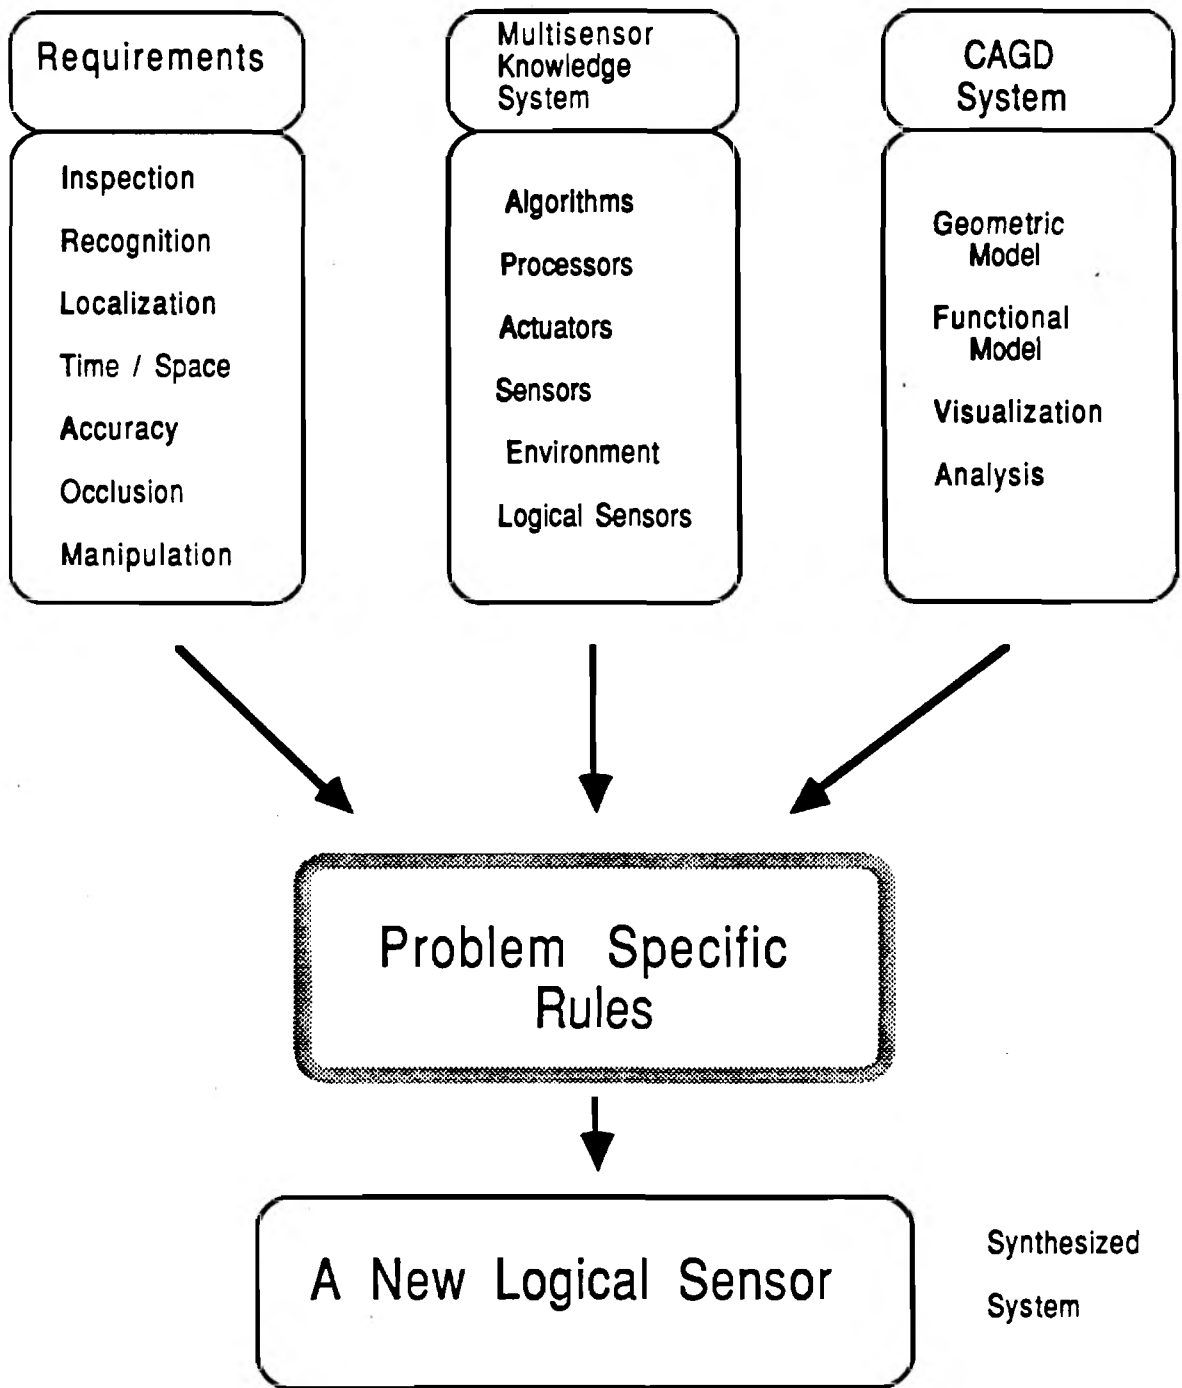 Requirements
Inspection
Recognition
Localization
Time / Space
Accuracy
Occlusion
Manipulation
Multisensor
Knowledge
System
Algorithms
Processors
Actuators
Sensors
Environment
Logical Sensors
CAGD
System
Geometric
Model
Functional
Model
Visualization
Analysis
Problem Specific
Rules
A New Logical Sensor
Synthesized
System